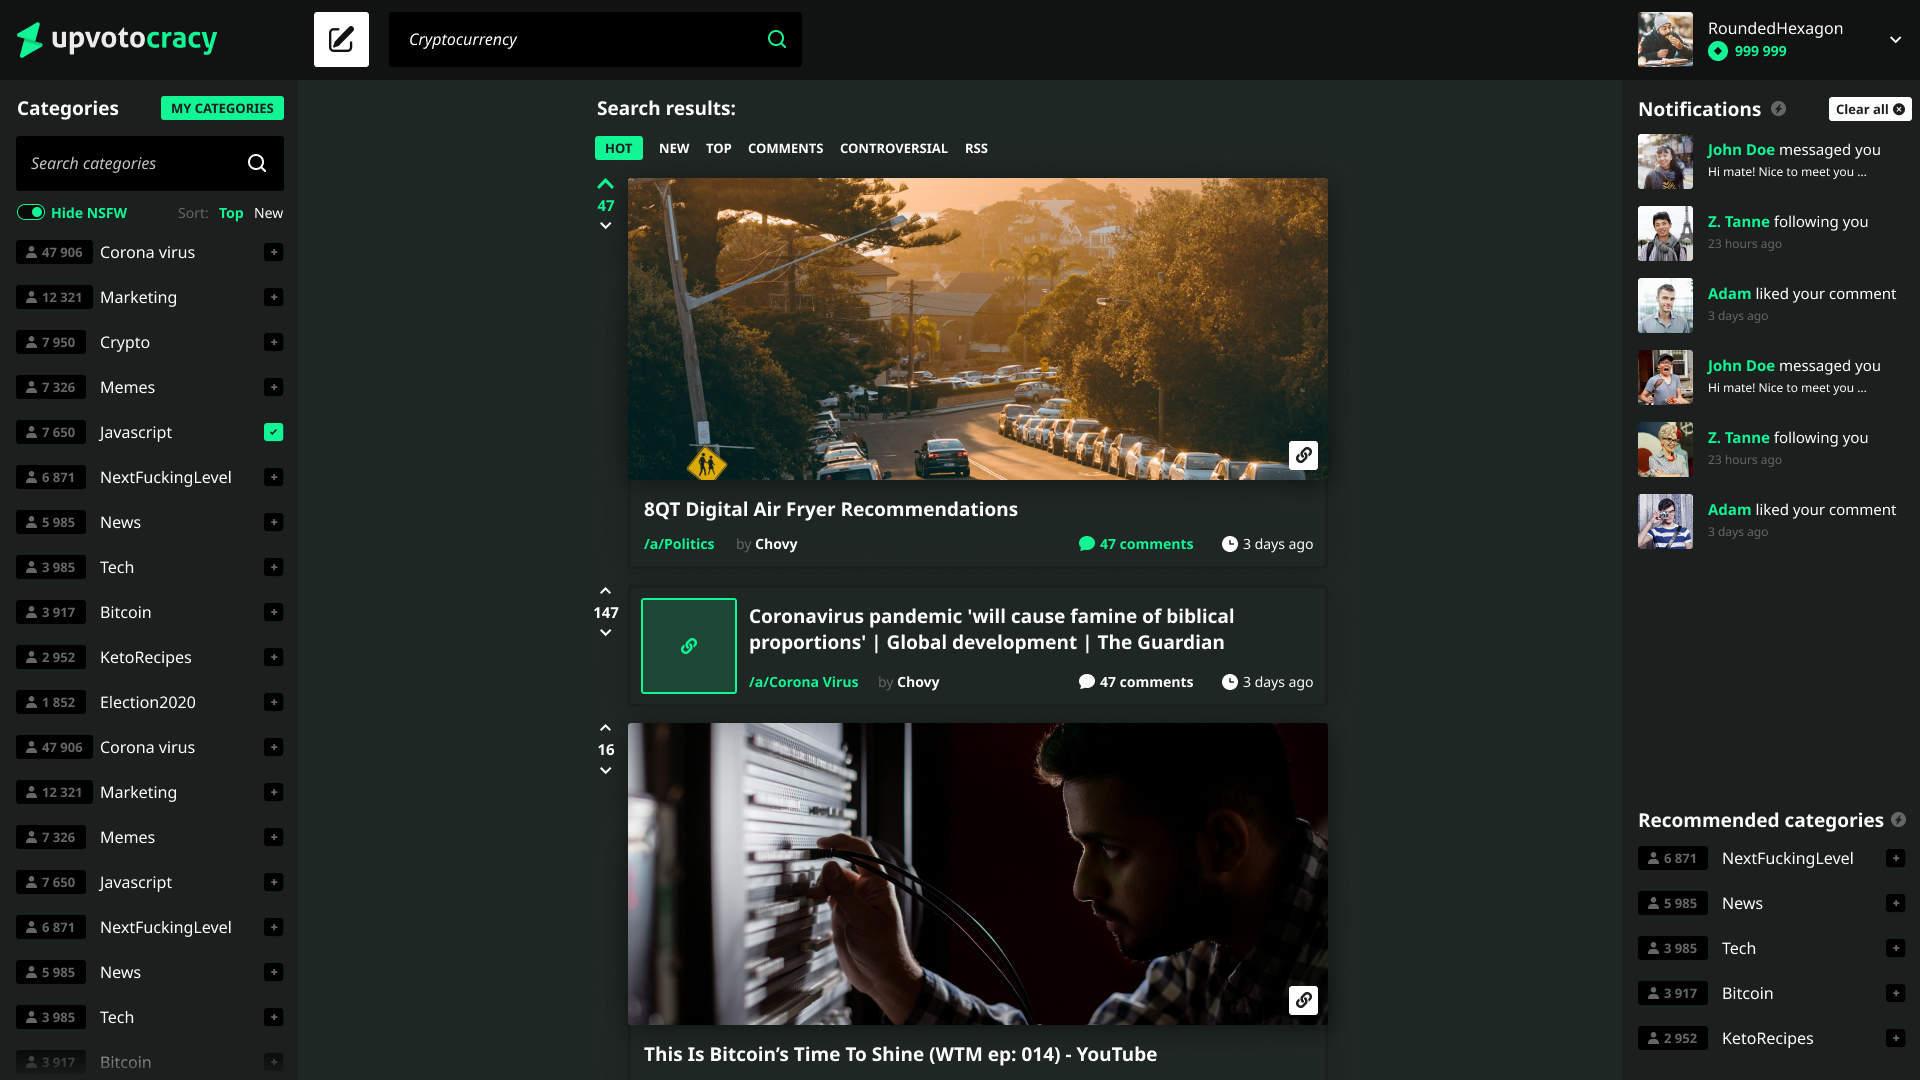 upvotocracy
Cryptocurrency
RoundedHexagon
999 999
Categories
MY CATEGORIES
Search categories
Hide NSFW
Sort: Top New
47 906 Corona virus
12 321 Marketing
7 950 Crypto
7 326 Memes
7 650 Javascript
6 871 NextFuckingLevel
5 985 News
3 985 Tech
3 917 Bitcoin
2 952 KetoRecipes
1 852 Election2020
47 906 Corona virus
12 321 Marketing
7 326 Memes
7 650 Javascript
6 871 NextFuckingLevel
5 985 News
3 985 Tech
3 917 Bitcoin
Search results:
HOT NEW TOP COMMENTS CONTROVERSIAL RSS
47
8QT Digital Air Fryer Recommendations
/a/Politics by Chovy 47 comments 3 days ago
147
Coronavirus pandemic 'will cause famine of biblical
proportions' | Global development | The Guardian
/a/Corona Virus by Chovy 47 comments 3 days ago
16
This Is Bitcoin’s Time To Shine (WTM ep: 014) - YouTube
Notifications
Clear all
John Doe messaged you
Hi mate! Nice to meet you ...
Z. Tanne following you
23 hours ago
Adam liked your comment
3 days ago
John Doe messaged you
Hi mate! Nice to meet you ...
Z. Tanne following you
23 hours ago
Adam liked your comment
3 days ago
Recommended categories
6 871 NextFuckingLevel
5 985 News
3 985 Tech
3 917 Bitcoin
2 952 KetoRecipes